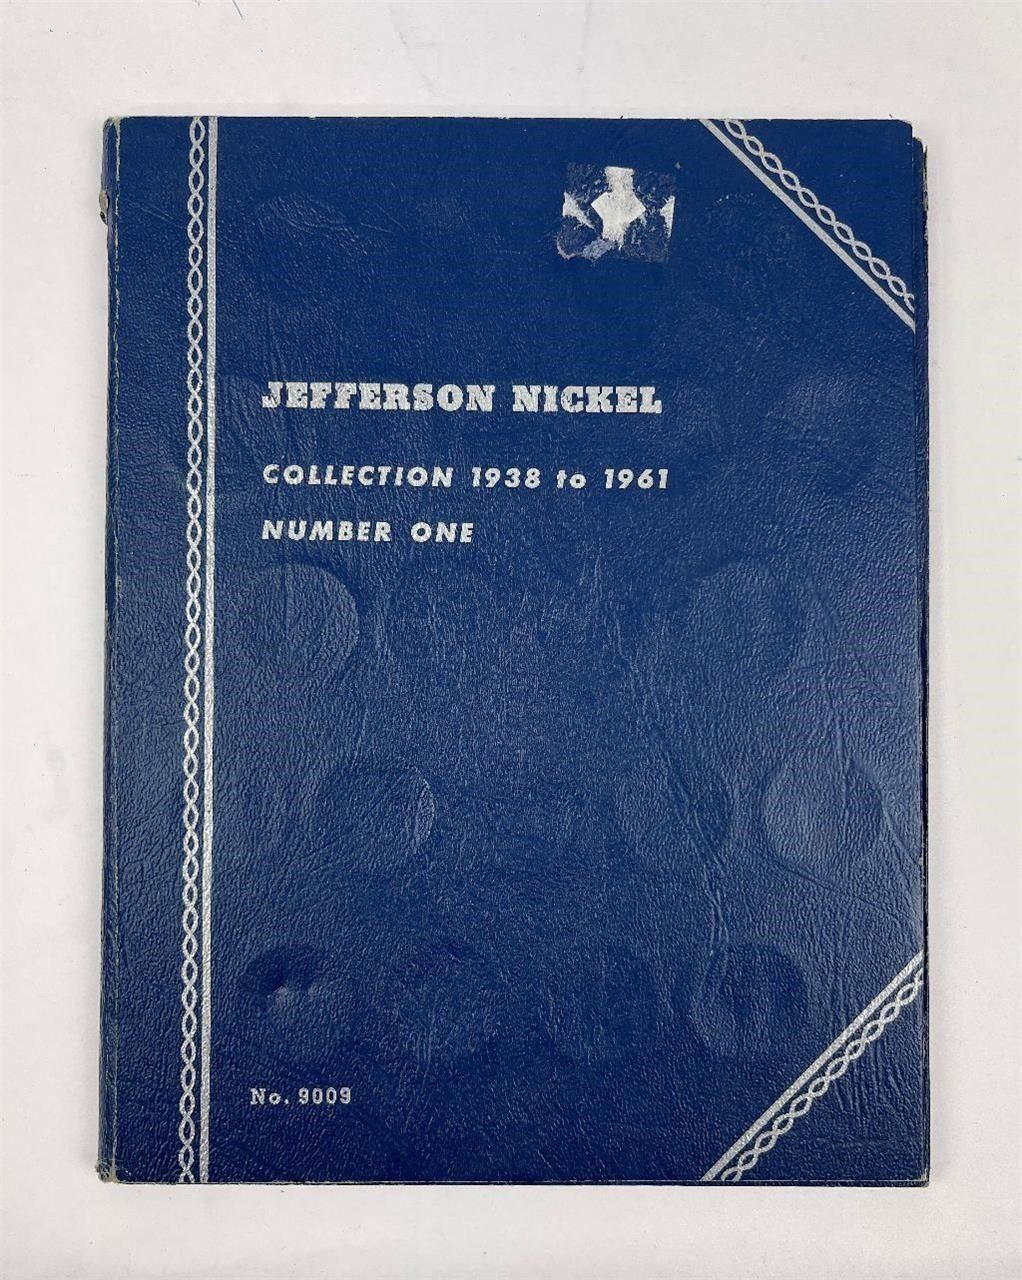 JEFFERSON NICKEL
COLLECTION 1938 to 1961
NUMBER ONE
No. 9009